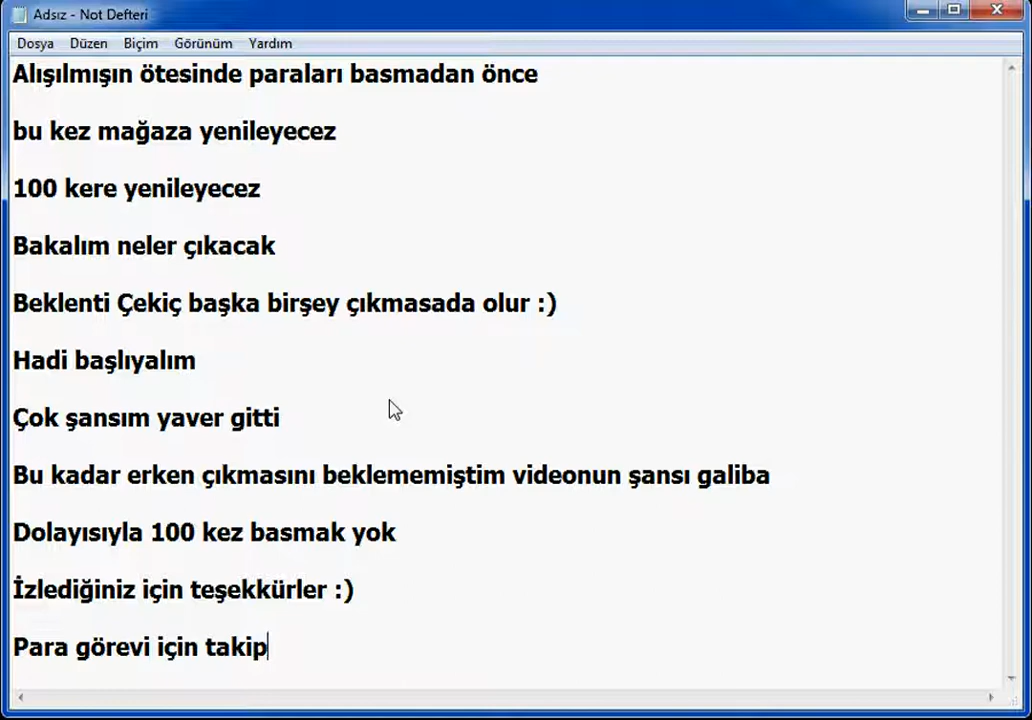 Adsız - Not Defteri
Dosya Düzen Biçim Görünüm Yardım
Alışılmışın ötesinde paraları basmadan önce
bu kez mağaza yenileyecez
100 kere yenileyecez
Bakalım neler çıkacak
Beklenti Çekiç başka birşey çıkmasada olur :)
Hadi başlıyalım
Çok şansım yaver gitti
Bu kadar erken çıkmasını beklememiştim videonun şansı galiba
Dolayısıyla 100 kez basmak yok
İzlediğiniz için teşekkürler :)
Para görevi için takip